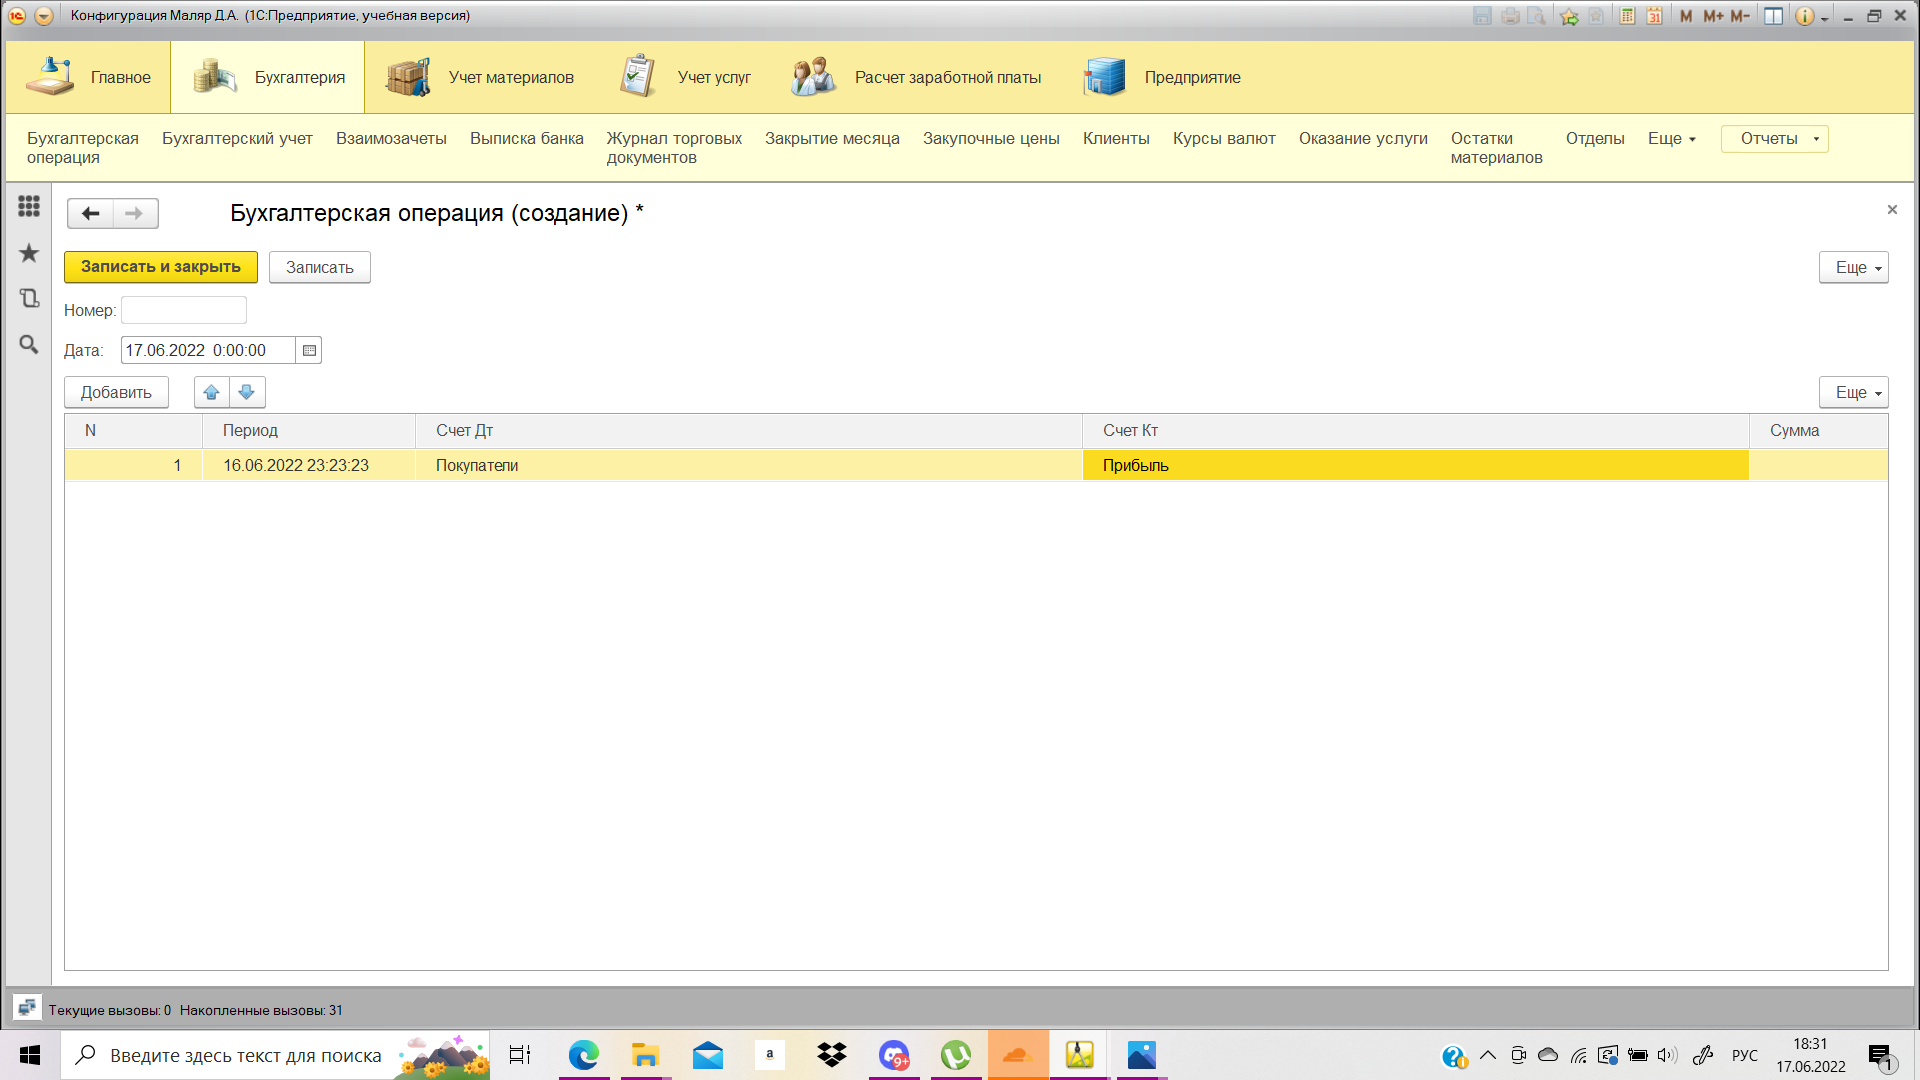 Конфигурация Маляр Д.А. (1С:Предприятие, учебная версия)
31 M M+ M- i
Главное Бухгалтерия Учет материалов Учет услуг Расчет заработной платы Предприятие
Бухгалтерская операция Бухгалтерский учет Взаимозачеты Выписка банка Журнал торговых документов Закрытие месяца Закупочные цены Клиенты Курсы валют Оказание услуги Остатки материалов Отделы Еще Отчеты
Бухгалтерская операция (создание) *
Записать и закрыть Записать Еще
Номер:
Дата: 17.06.2022 0:00:00
Добавить Еще
N Период Счет Дт Счет Кт Сумма
1 16.06.2022 23:23:23 Покупатели Прибыль
Текущие вызовы: 0 Накопленные вызовы: 31
Введите здесь текст для поиска a 9+ РУС 18:31
17.06.2022 1